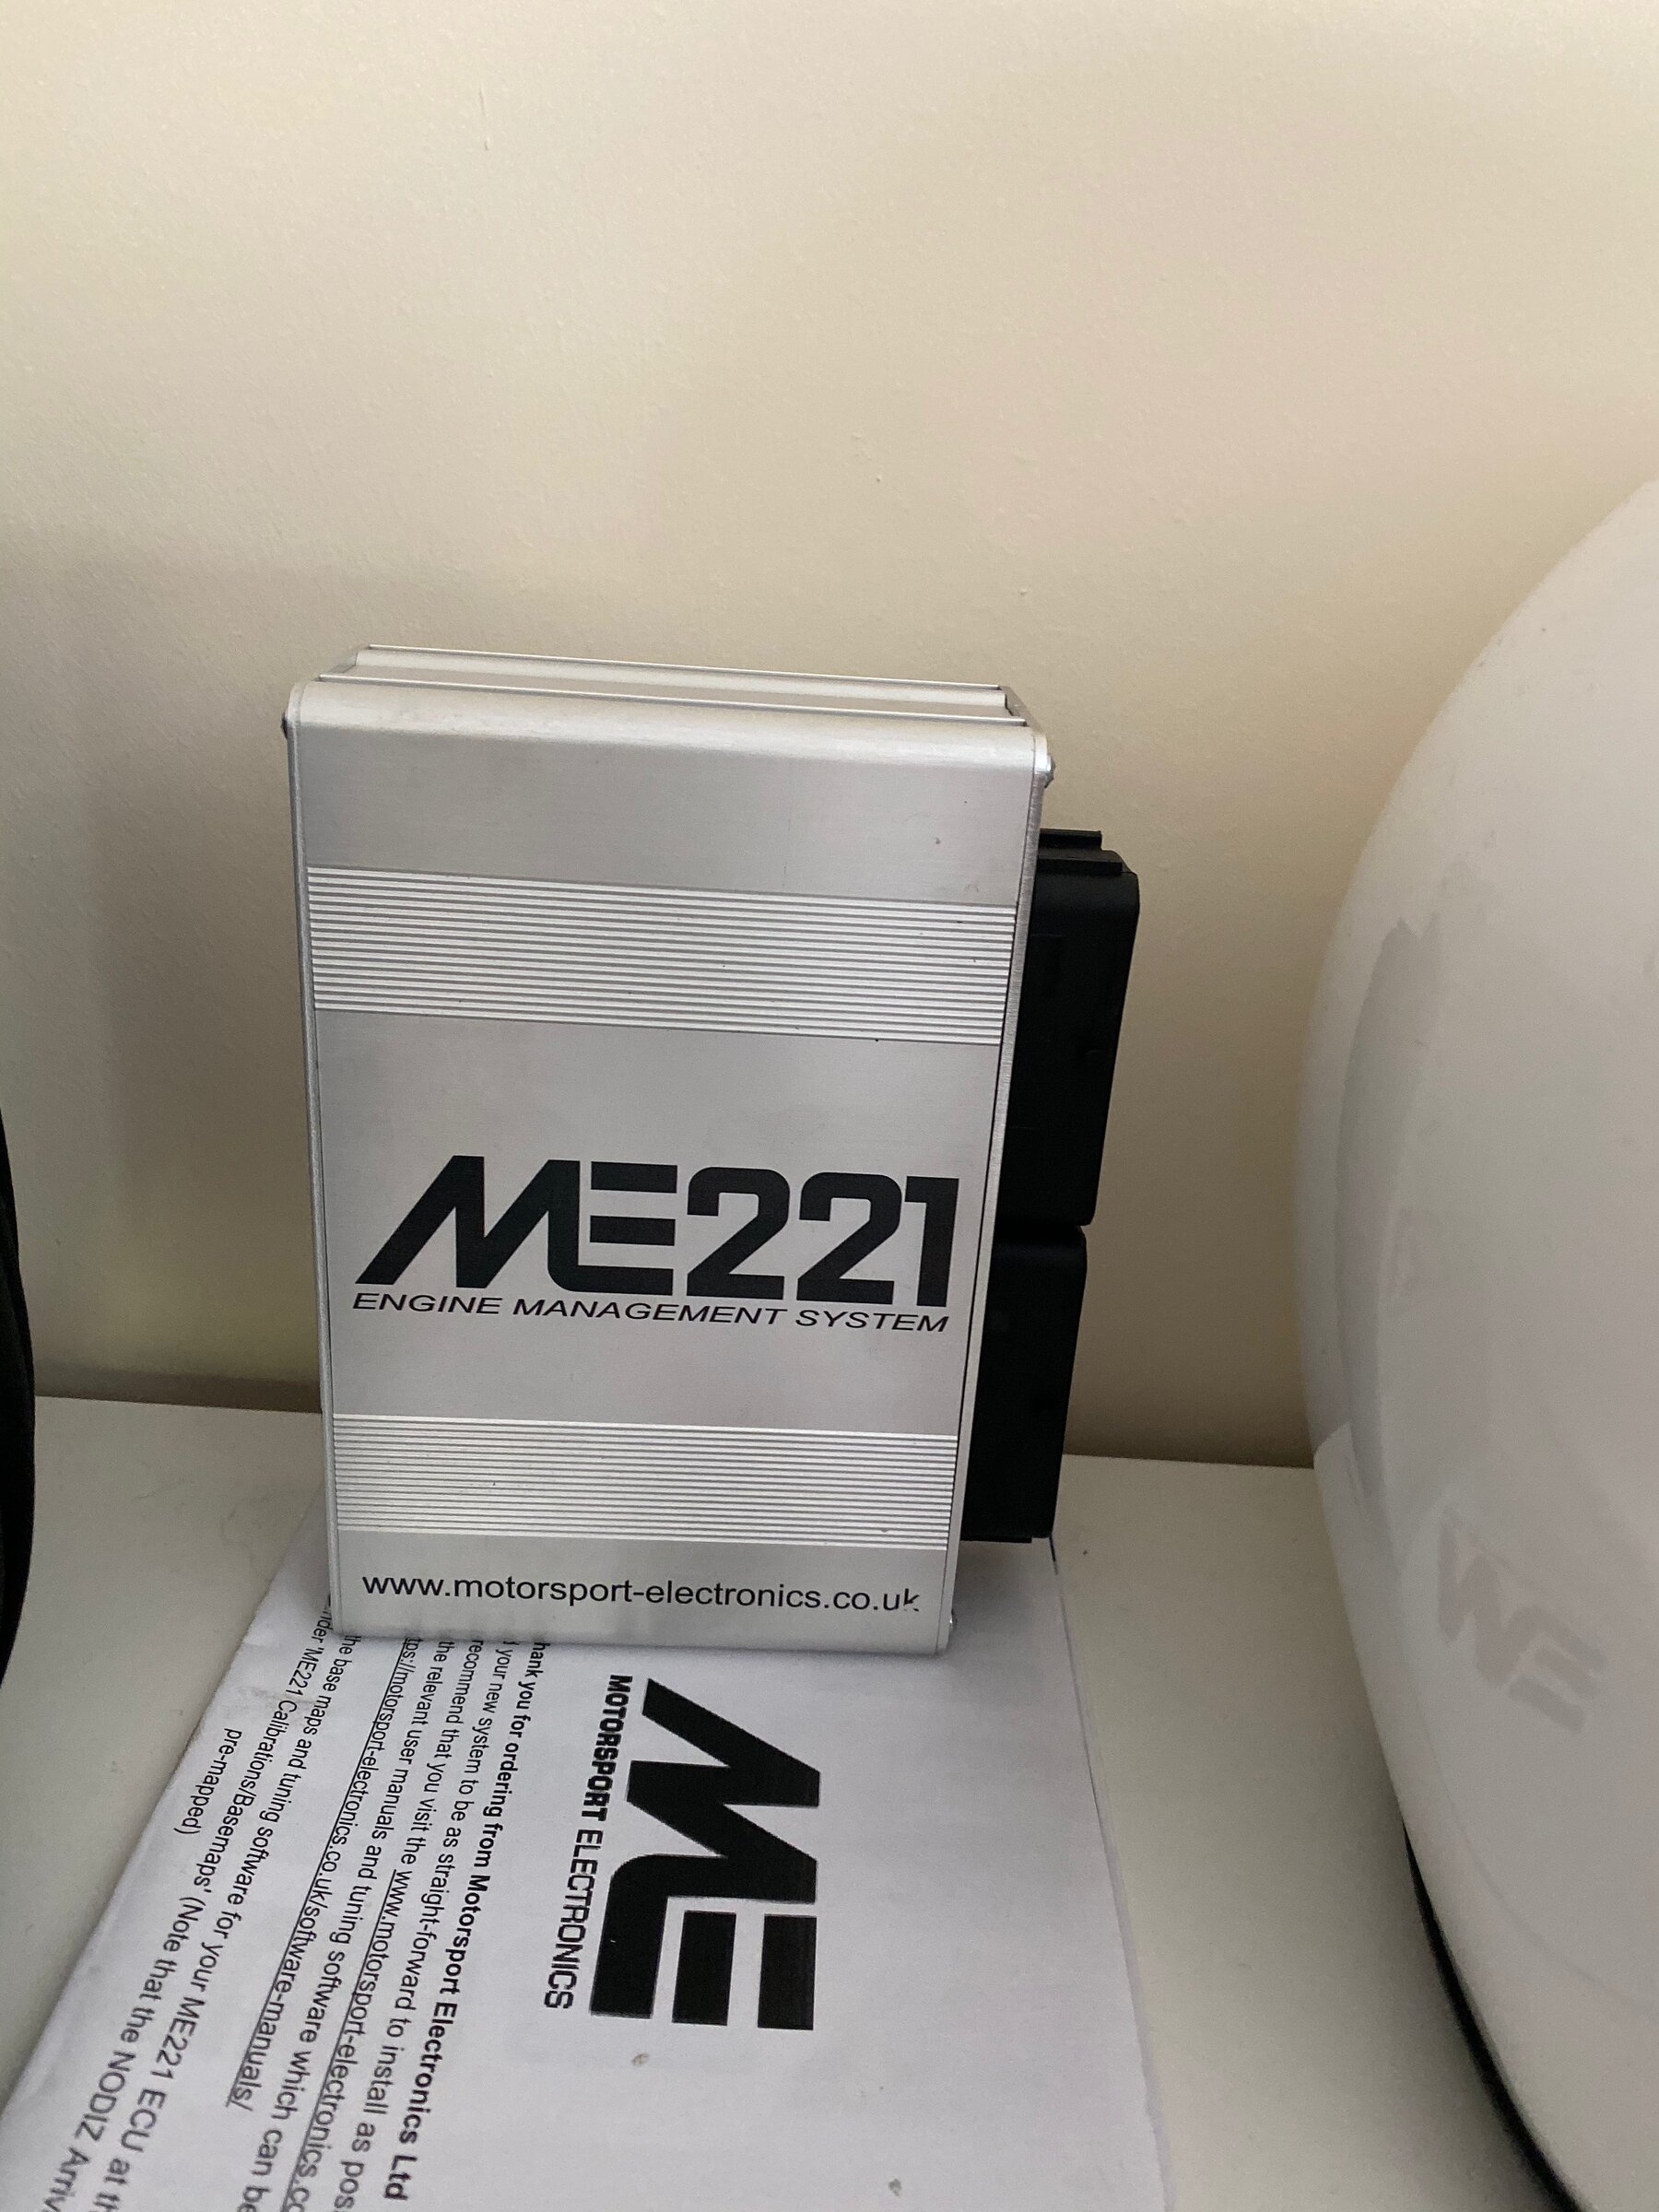 ME221
ENGINE MANAGEMENT SYSTEM
www.motorsport-electronics.co.uk
ME
MOTORSPORT ELECTRONICS
hank you for ordering from Motorsport Electronics Ltd
your new system to be as straight-forward to install as pos
recommend that you visit the www.motorsport-electronics.co
the relevant user manuals and tuning software which can be
tps://motorsport-electronics.co.uk/software-manuals/
the base maps and tuning software for your ME221 ECU at th
nder 'ME221 Calibrations/Basemaps' (Note that the NODIZ Arriv
pre-mapped)